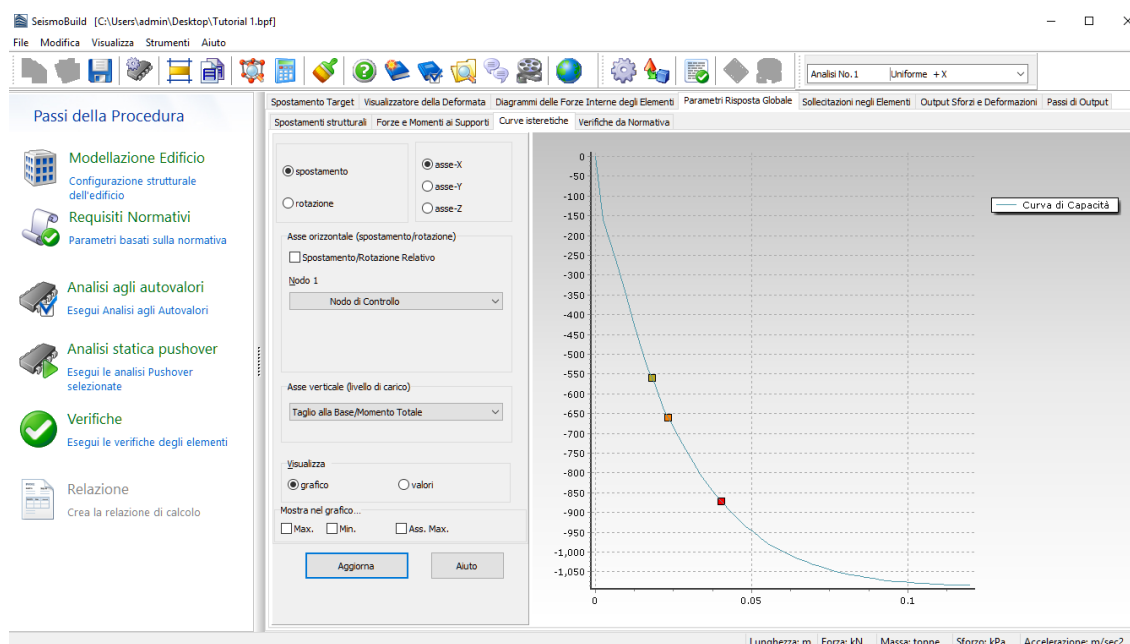 SeismoBuild [C:\Users\admin\Desktop\Tutorial 1.bpf]
File Modifica Visualizza Strumenti Aiuto
Analisi No.1 Uniforme +X
Passi della Procedura
Modellazione Edificio
Configurazione strutturale
dell'edificio
Requisiti Normativi
Parametri basati sulla normativa
Analisi agli autovalori
Esegui Analisi agli Autovalori
Analisi statica pushover
Esegui le analisi Pushover
selezionate
Verifiche
Esegui le verifiche degli elementi
Relazione
Crea la relazione di calcolo
Spostamento Target Visualizzatore della Deformata Diagrammi delle Forze Interne degli Elementi Parametri Risposta Globale Sollecitazioni negli Elementi Output Sforzi e Deformazioni Passi di Output
Spostamenti strutturali Forze e Momenti ai Supporti Curve isteretiche Verifiche da Normativa
spostamento
rotazione
asse-X
asse-Y
asse-Z
Asse orizzontale (spostamento/rotazione)
Spostamento/Rotazione Relativo
Nodo 1
Nodo di Controllo
Asse verticale (livello di carico)
Taglio alla Base/Momento Totale
Visualizza
grafico valori
Mostra nel grafico...
Max. Min. Ass. Max.
Aggiorna Aiuto
0
-50
-100
-150
-200
-250
-300
-350
-400
-450
-500
-550
-600
-650
-700
-750
-800
-850
-900
-950
-1,000
-1,050
0 0.05 0.1
Curva di Capacità
Lunghezza: m Forza: kN Massa: tonne Sforzo: kPa Accelerazione: m/sec2